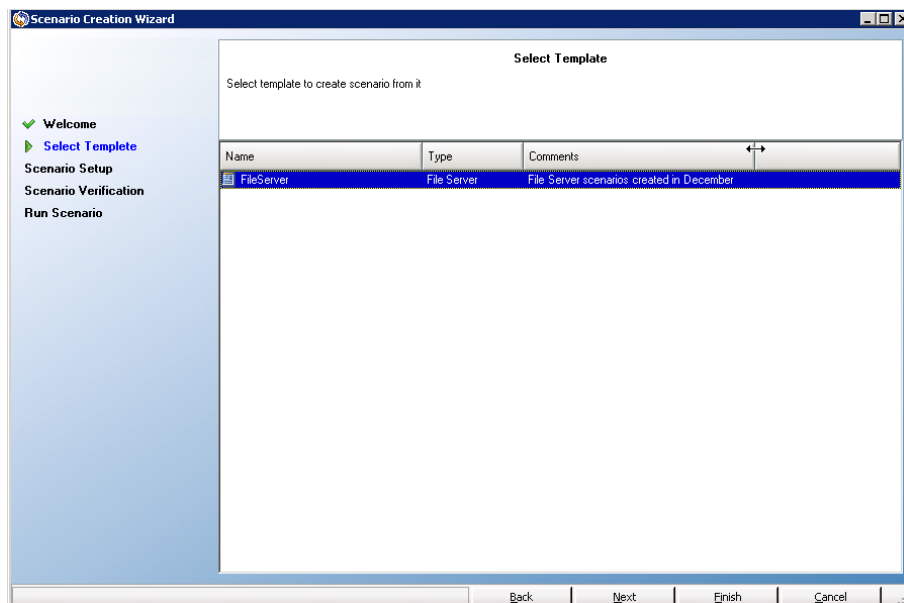 Scenario Creation Wizard
Select Template
Select template to create scenario from it
Welcome
Select Templete
Scenario Setup
Scenario Verification
Run Scenario
Name Type Comments
FileServer File Server File Server scenarios created in December
Back Next Finish Cancel